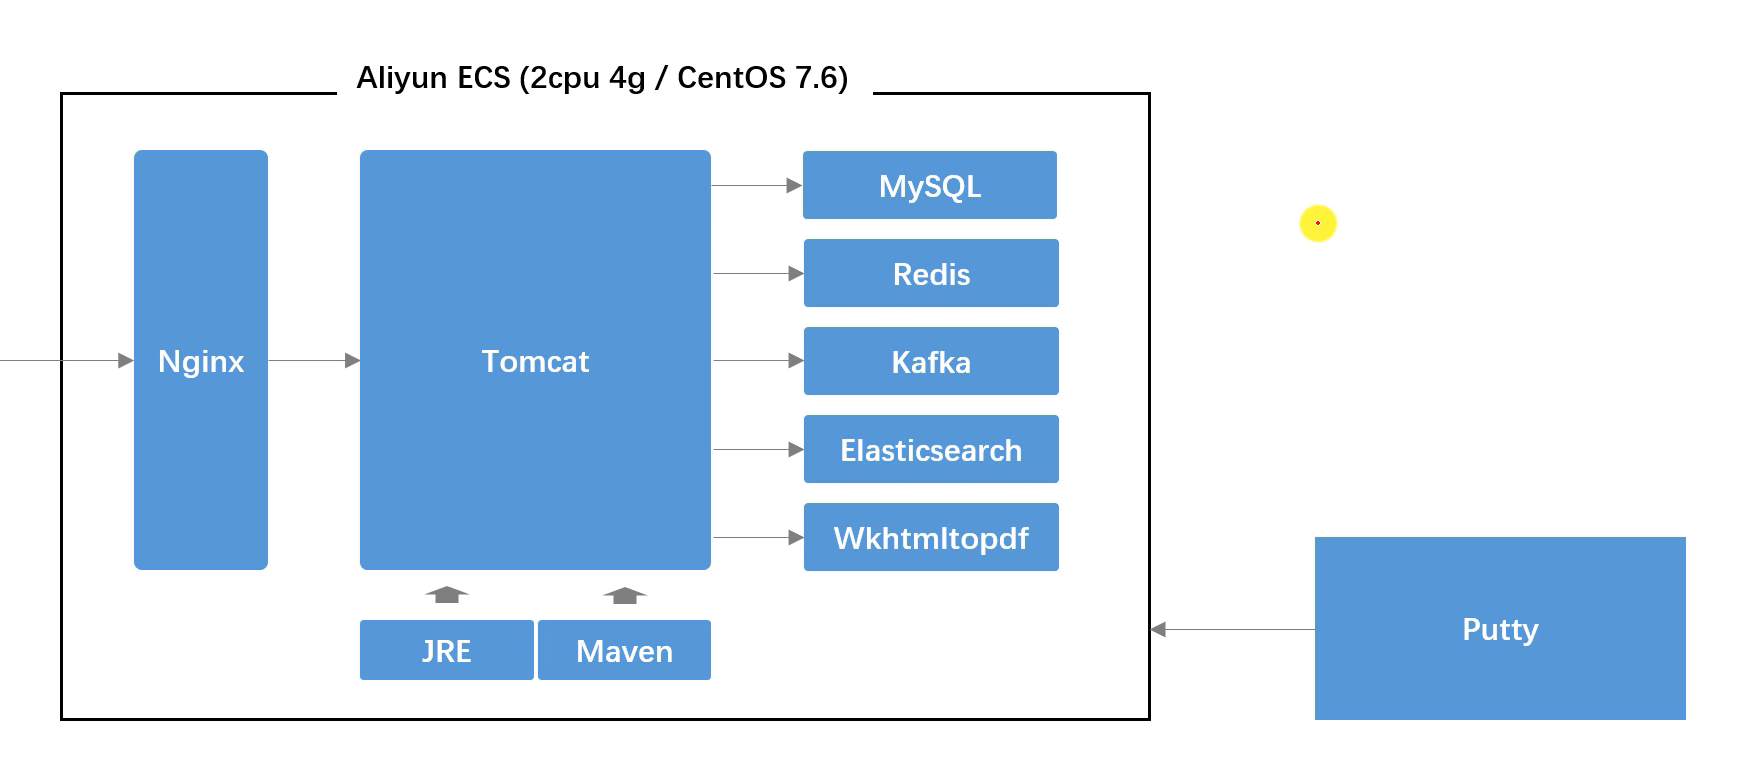 Aliyun ECS (2cpu 4g / CentOS 7.6)
Nginx
Tomcat
MySQL
Redis
Kafka
Elasticsearch
Wkhtmltopdf
JRE
Maven
Putty